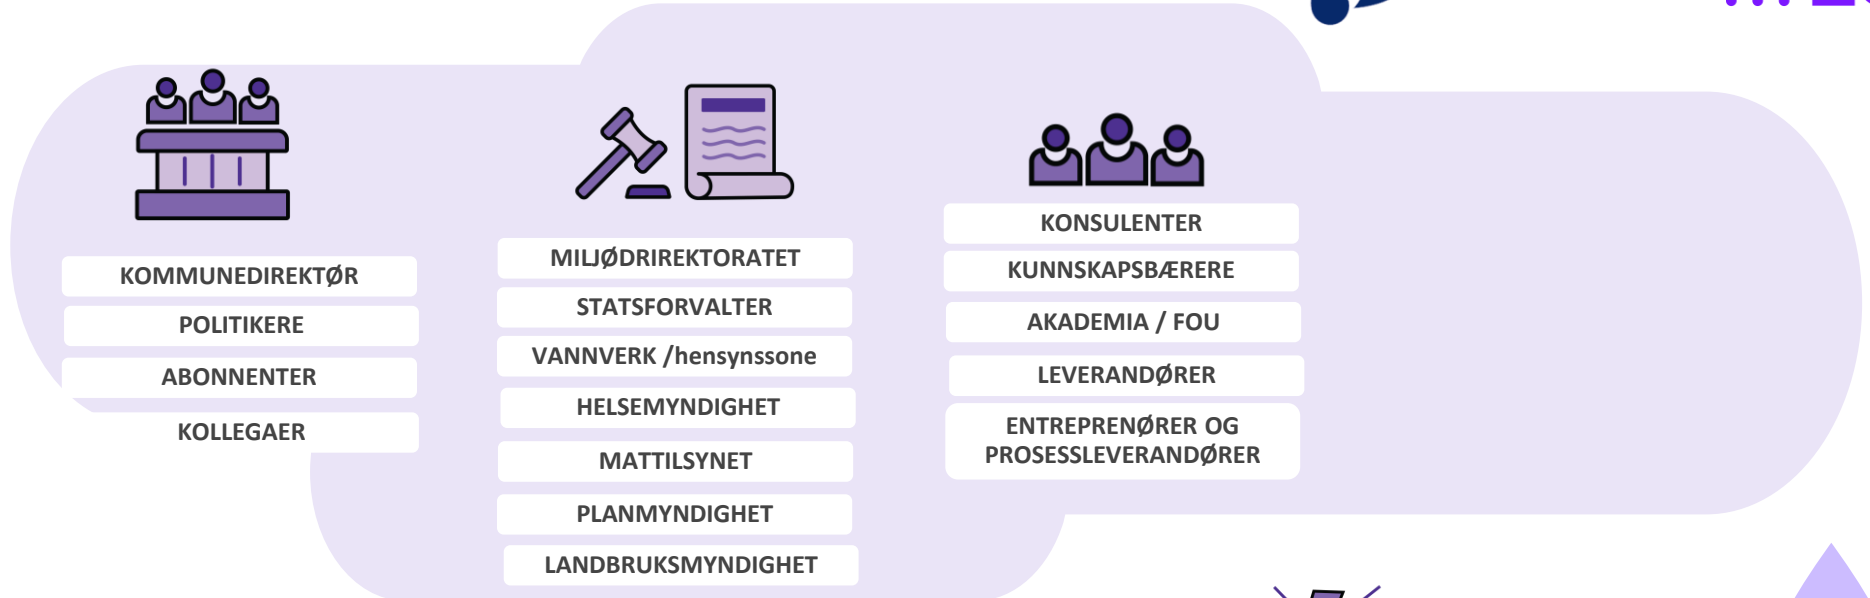 KOMMUNEDIREKTØR
POLITIKERE
ABONNENTER
KOLLEGAER
MILJØDRIREKTORATET
STATSFORVALTER
VANNVERK /hensynssone
HELSEMYNDIGHET
MATTILSYNET
PLANMYNDIGHET
LANDBRUKSMYNDIGHET
KONSULENTER
KUNNSKAPSBÆRERE
AKADEMIA / FOU
LEVERANDØRER
ENTREPRENØRER OG
PROSESSLEVERANDØRER